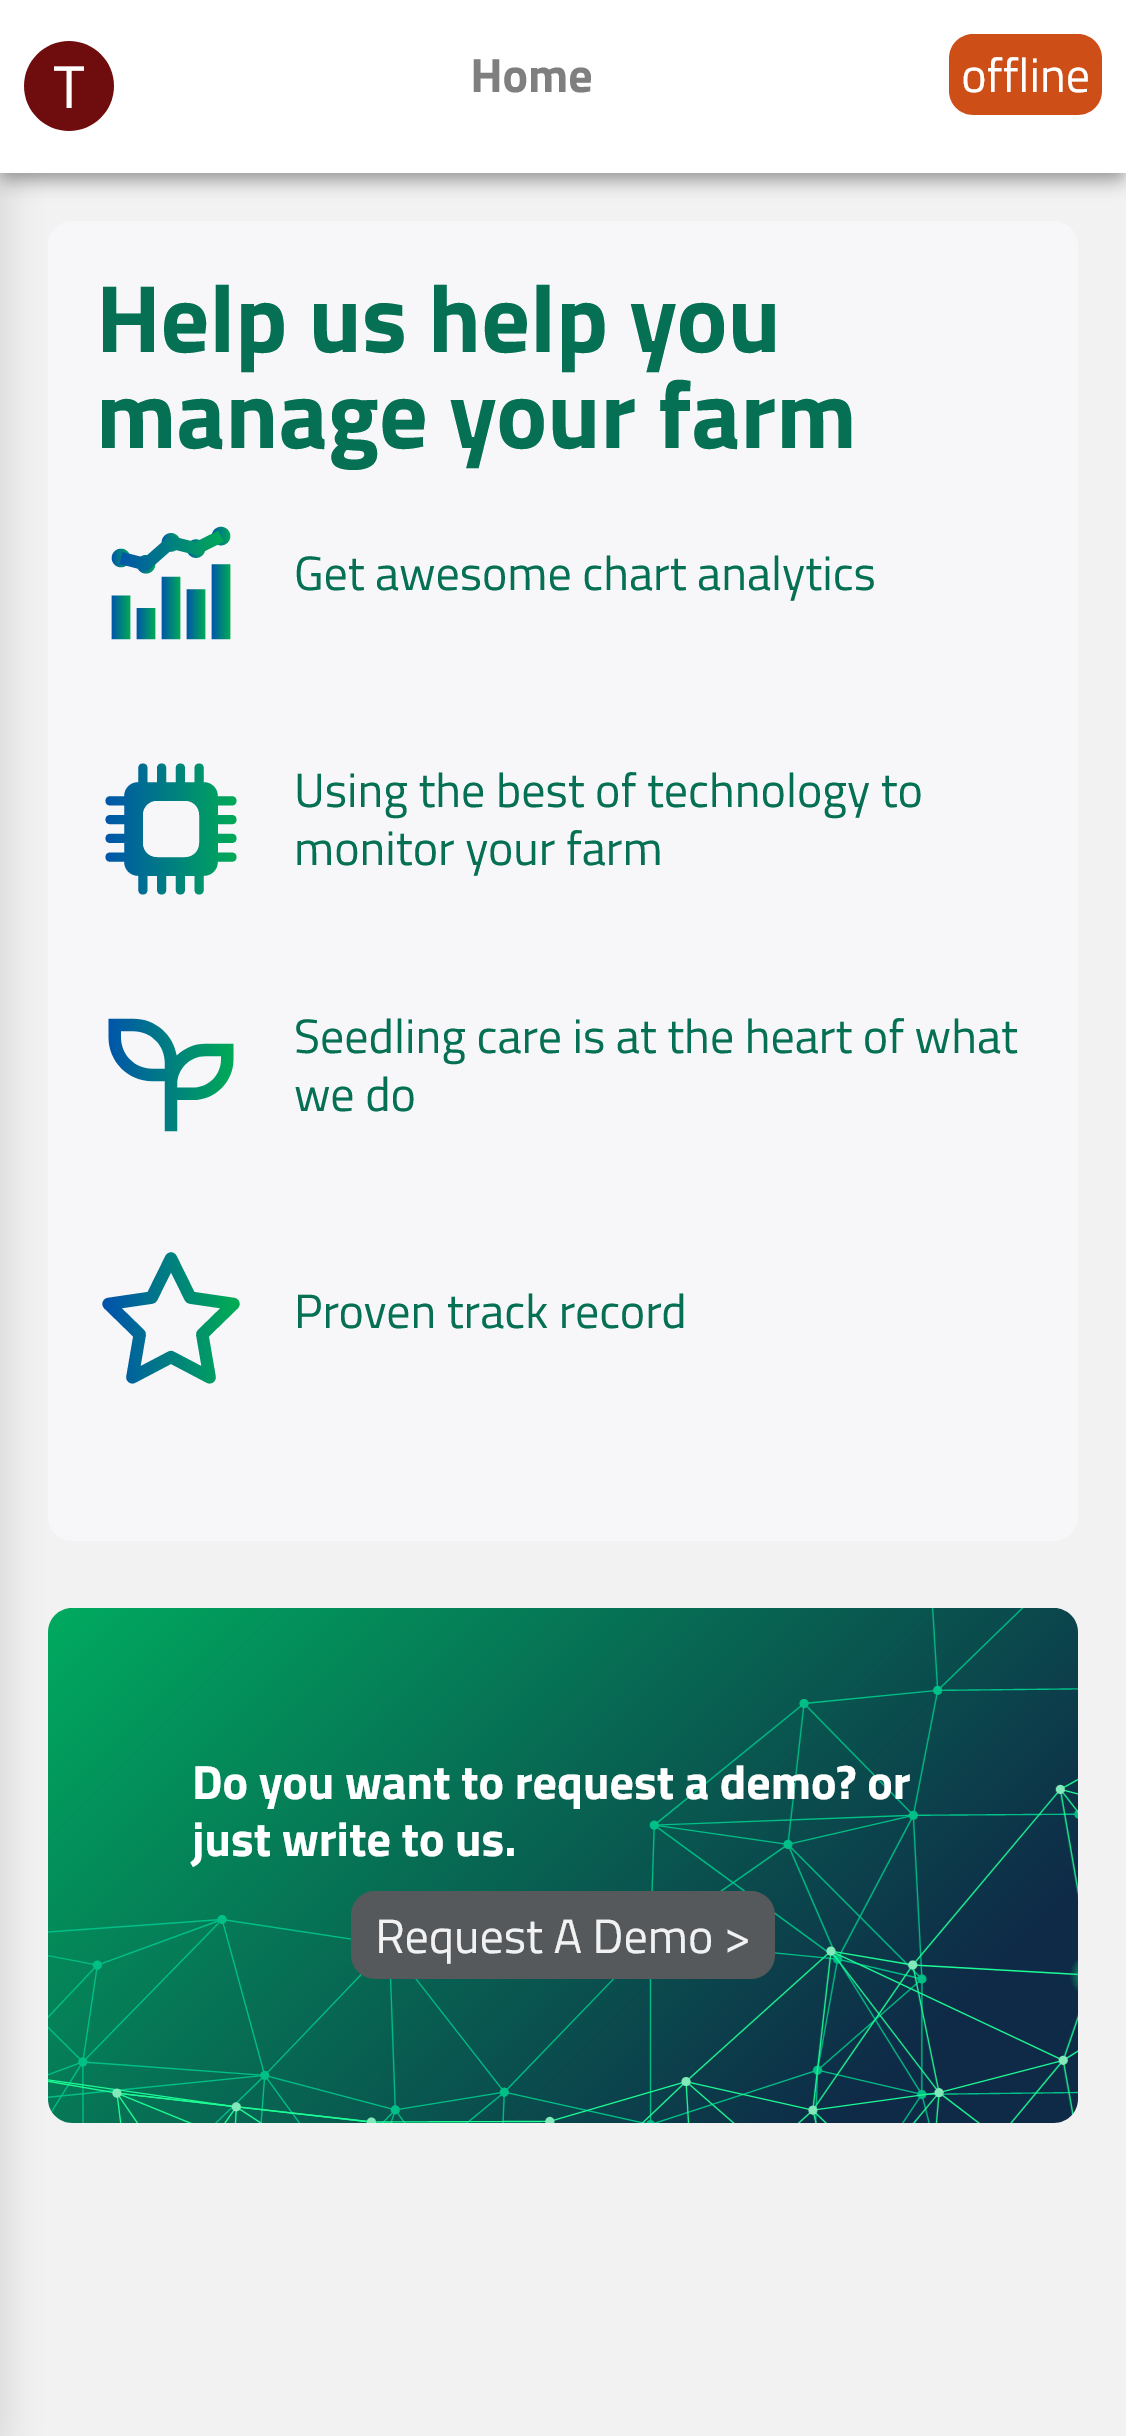 T
Home
offline
Help us help you
manage your farm
Get awesome chart analytics
Using the best of technology to
monitor your farm
Seedling care is at the heart of what
we do
Proven track record
Do you want to request a demo? or
just write to us.
Request A Demo >